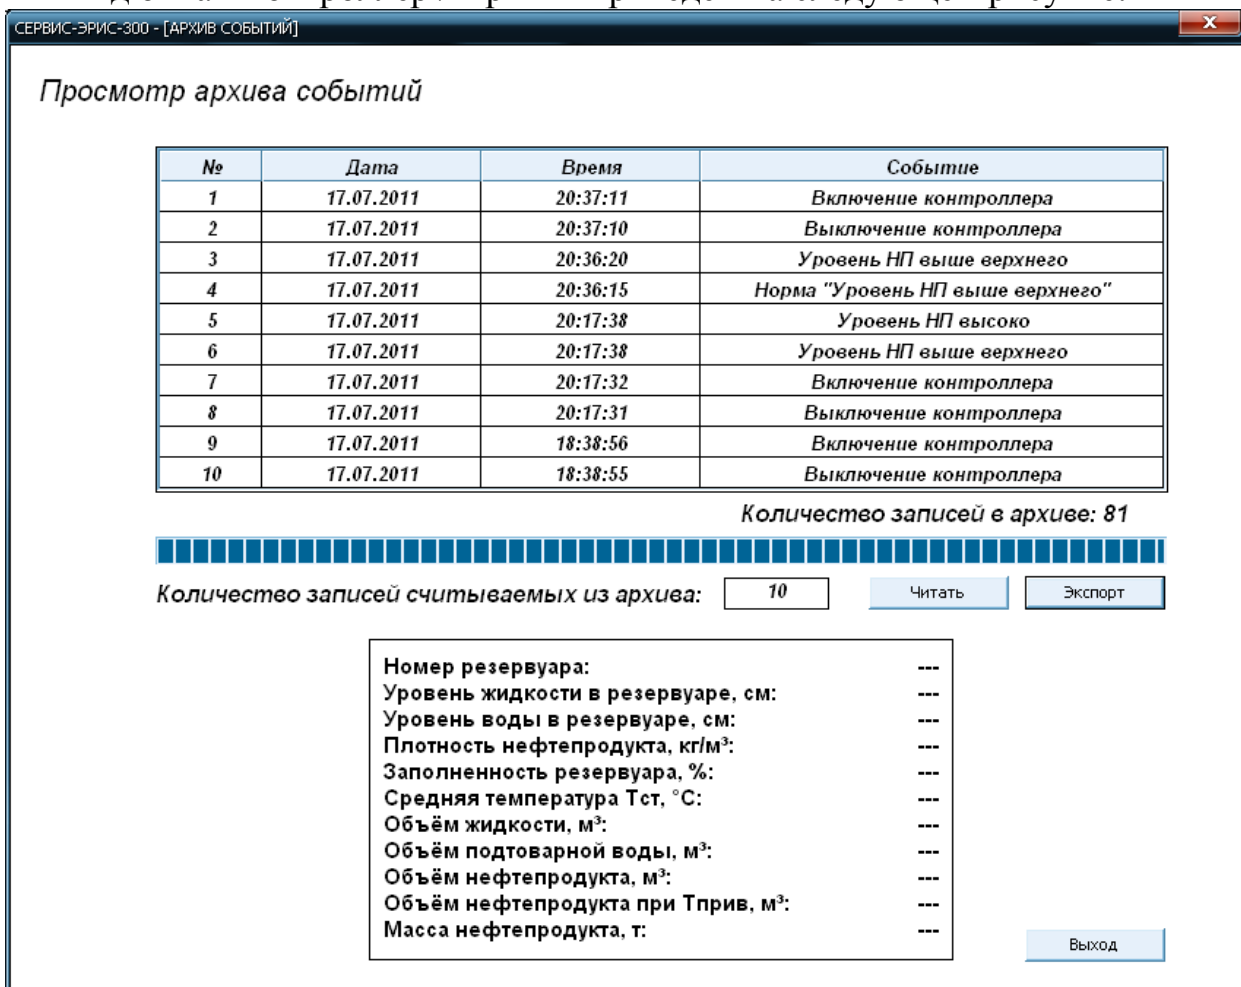 СЕРВИС-ЭРИС-300 - [АРХИВ СОБЫТИЙ]
X
Просмотр архива событий
№ Дата Время Событие
1 17.07.2011 20:37:11 Включение контроллера
2 17.07.2011 20:37:10 Выключение контроллера
3 17.07.2011 20:36:20 Уровень НП выше верхнего
4 17.07.2011 20:36:15 Норма "Уровень НП выше верхнего"
5 17.07.2011 20:17:38 Уровень НП высоко
6 17.07.2011 20:17:38 Уровень НП выше верхнего
7 17.07.2011 20:17:32 Включение контроллера
8 17.07.2011 20:17:31 Выключение контроллера
9 17.07.2011 18:38:56 Включение контроллера
10 17.07.2011 18:38:55 Выключение контроллера
Количество записей в архиве: 81
Количество записей считываемых из архива: 10 Читать Экспорт
Номер резервуара: ---
Уровень жидкости в резервуаре, см: ---
Уровень воды в резервуаре, см: ---
Плотность нефтепродукта, кг/м³: ---
Заполненность резервуара, %: ---
Средняя температура Тст, °С: ---
Объём жидкости, м³: ---
Объём подтоварной воды, м³: ---
Объём нефтепродукта, м³: ---
Объём нефтепродукта при Тприв, м³: ---
Масса нефтепродукта, т: ---
Выход